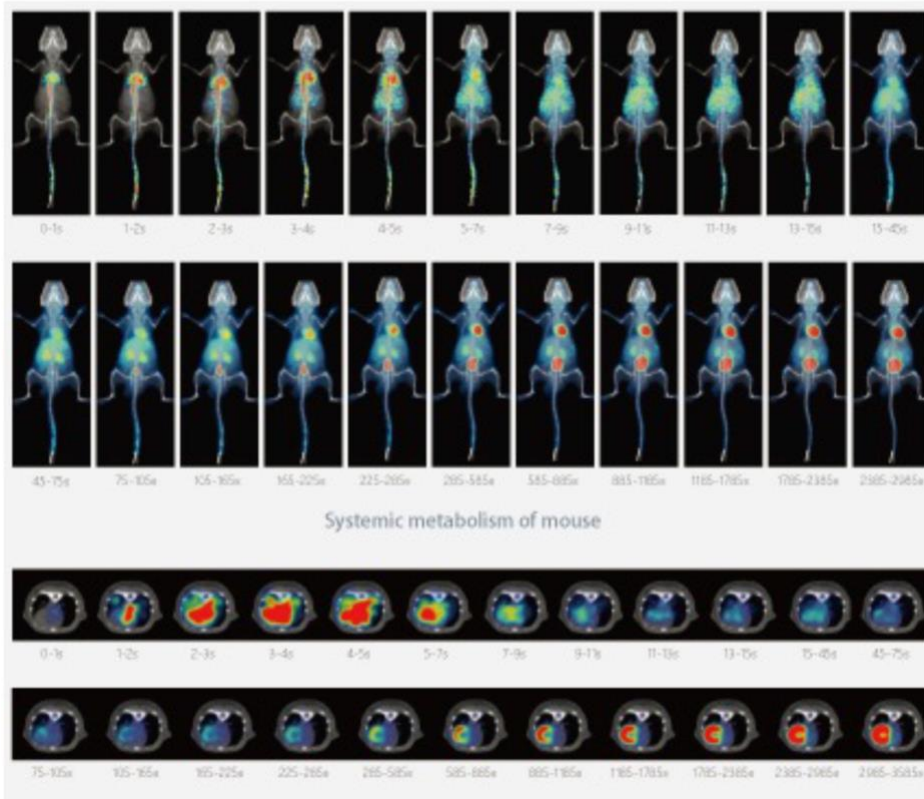 0-1s 1-2s 2-3s 3-4s 4-5s 5-7s 7-9s 9-11s 11-13s 13-15s 15-45s
45-75s 75-105s 105-165s 165-225s 225-285s 285-585s 585-885s 885-1185s 1185-1785s 1785-2385s 2385-2985s
Systemic metabolism of mouse
0-1s 1-2s 2-3s 3-4s 4-5s 5-7s 7-9s 9-11s 11-13s 13-15s 15-45s 45-75s
75-105s 105-165s 165-225s 225-285s 285-585s 585-885s 885-1185s 1185-1785s 1785-2385s 2385-2985s 2985-3585s